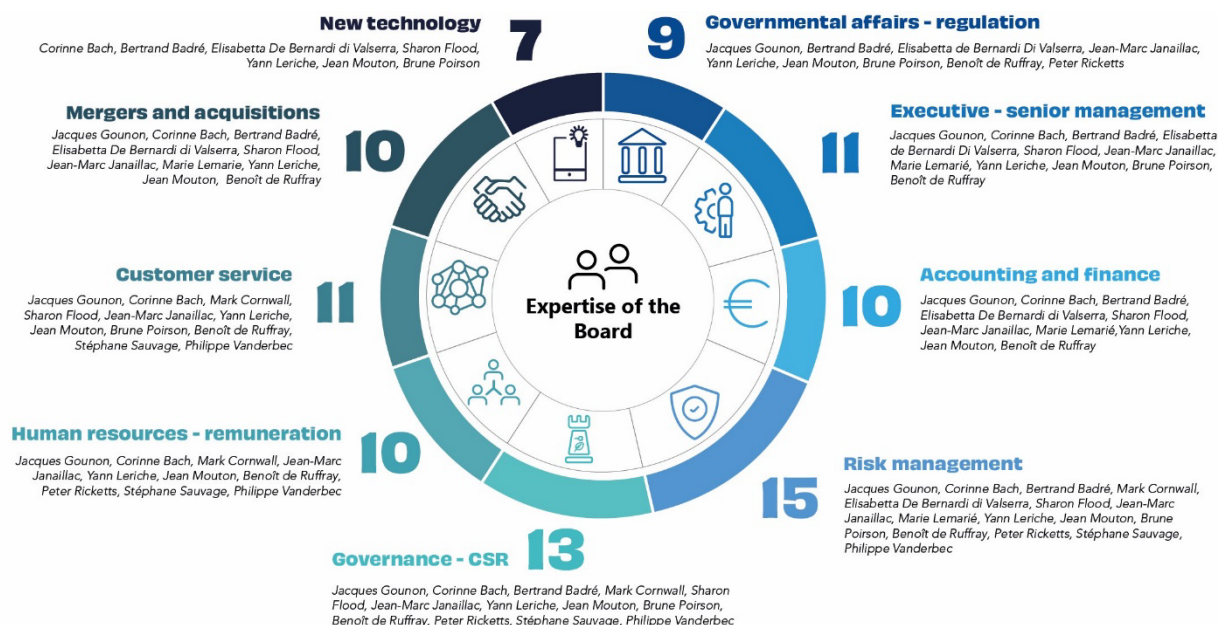 New technology
7
Corinne Bach, Bertrand Badré, Elisabetta De Bernardi di Valserra, Sharon Flood,
Yann Leriche, Jean Mouton, Brune Poirson
9
Governmental affairs - regulation
Jacques Gounon, Bertrand Badré, Elisabetta de Bernardi Di Valserra, Jean-Marc Janaillac,
Yann Leriche, Jean Mouton, Brune Poirson, Benoît de Ruffray, Peter Ricketts
Mergers and acquisitions
10
Jacques Gounon, Corinne Bach, Bertrand Badré,
Elisabetta De Bernardi di Valserra, Sharon Flood,
Jean-Marc Janaillac, Marie Lemarie, Yann Leriche,
Jean Mouton, Benoît de Ruffray
11
Executive - senior management
Jacques Gounon, Corinne Bach, Bertrand Badré, Elisabetta
de Bernardi Di Valserra, Sharon Flood, Jean-Marc Janaillac,
Marie Lemarié, Yann Leriche, Jean Mouton, Brune Poirson,
Benoît de Ruffray
Customer service
11
Jacques Gounon, Corinne Bach, Mark Cornwall,
Sharon Flood, Jean-Marc Janaillac, Yann Leriche,
Jean Mouton, Brune Poirson, Benoît de Ruffray,
Stéphane Sauvage, Philippe Vanderbec
Expertise of the
Board
10
Accounting and finance
Jacques Gounon, Corinne Bach, Bertrand Badré,
Elisabetta De Bernardi di Valserra, Sharon Flood,
Jean-Marc Janaillac, Marie Lemarié,Yann Leriche,
Jean Mouton, Benoît de Ruffray
Human resources - remuneration
10
Jacques Gounon, Corinne Bach, Mark Cornwall, Jean-Marc
Janaillac, Yann Leriche, Jean Mouton, Benoît de Ruffray,
Peter Ricketts, Stéphane Sauvage, Philippe Vanderbec
15
Risk management
Jacques Gounon, Corinne Bach, Bertrand Badré, Mark Cornwall,
Elisabetta De Bernardi di Valserra, Sharon Flood, Jean-Marc
Janaillac, Marie Lemarié, Yann Leriche, Jean Mouton, Brune
Poirson, Benoît de Ruffray, Peter Ricketts, Stéphane Sauvage,
Philippe Vanderbec
Governance - CSR
13
Jacques Gounon, Corinne Bach, Bertrand Badré, Mark Cornwall, Sharon
Flood, Jean-Marc Janaillac, Yann Leriche, Jean Mouton, Brune Poirson,
Benoît de Ruffray, Peter Ricketts, Stéphane Sauvage, Philippe Vanderbec